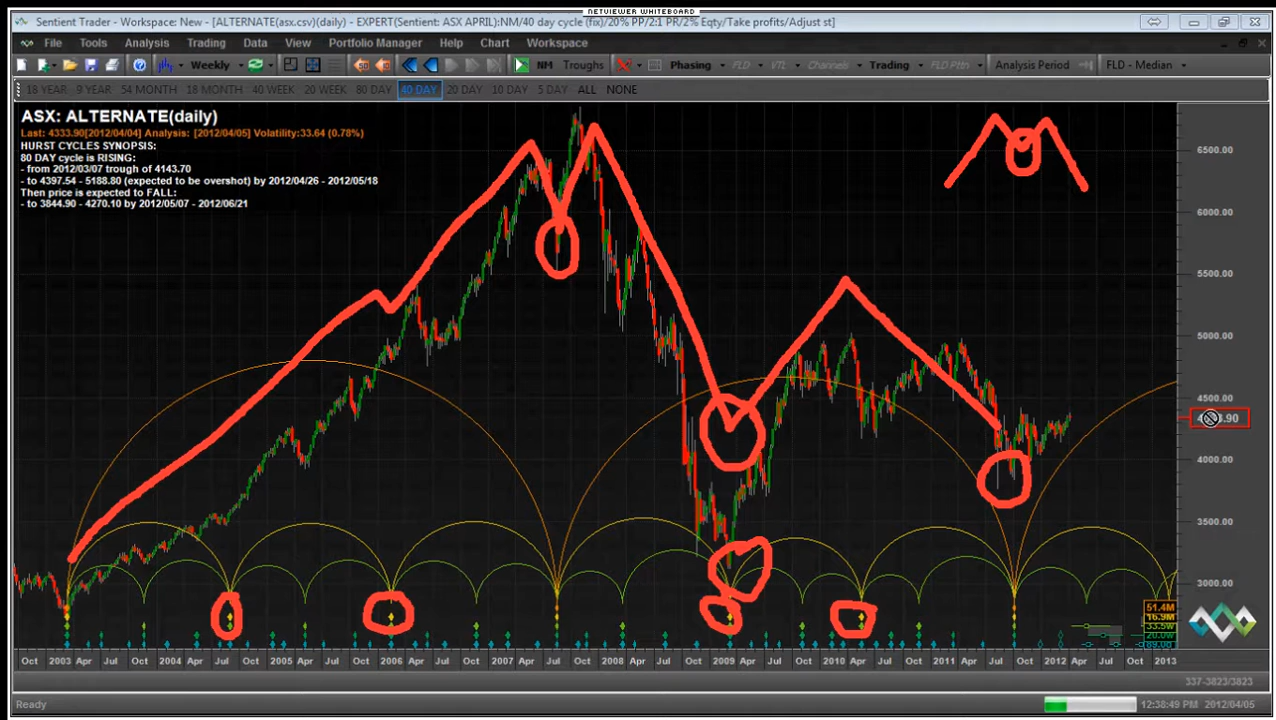 NETVIEWER WHITEBOARD
Sentient Trader - Workspace: New - [ALTERNATE(asx.csv)(daily) - EXPERT(Sentient: ASX APRIL):NM/40 day cycle (fix)/20% PP/2:1 PR/2% Eqty/Take profits/Adjust st]
File Tools Analysis Trading Data View Portfolio Manager Help Chart Workspace
Weekly NM Troughs Phasing FLD VTL Channels Trading FLD Pttn Analysis Period FLD - Median
18 YEAR 9 YEAR 54 MONTH 18 MONTH 40 WEEK 20 WEEK 80 DAY 40 DAY 20 DAY 10 DAY 5 DAY ALL NONE
ASX: ALTERNATE(daily)
Last: 4333.90[2012/04/04] Analysis: [2012/04/05] Volatility:33.64 (0.78%)
HURST CYCLES SYNOPSIS:
80 DAY cycle is RISING:
- from 2012/03/07 trough of 4143.70
- to 4397.54 - 5188.80 (expected to be overshot) by 2012/04/26 - 2012/05/18
Then price is expected to FALL:
- to 3844.90 - 4270.10 by 2012/05/07 - 2012/06/21
6500.00
6000.00
5500.00
5000.00
4500.00
4000.00
3500.00
3000.00
51.4M
16.9M
33.5w
20.0w
69.00
Oct 2003 Apr Jul Oct 2004 Apr Jul Oct 2005 Apr Jul Oct 2006 Apr Jul Oct 2007 Apr Jul Oct 2008 Apr Jul Oct 2009 Apr Jul Oct 2010 Apr Jul Oct 2011 Apr Jul Oct 2012 Apr Jul Oct 2013
337-3823/3823
Ready 12:38:49 PM 2012/04/05